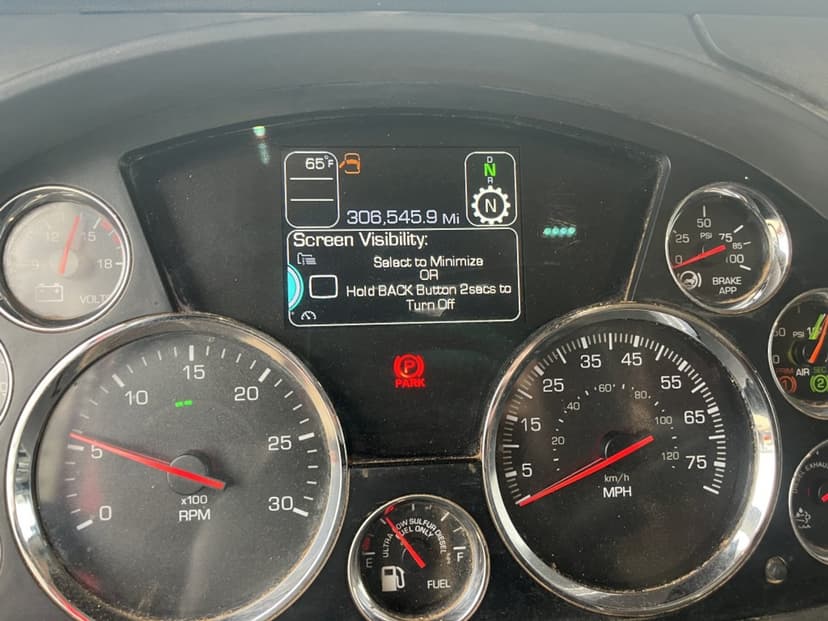 65°F
D
N
R
N
306,545.9 Mi
Screen Visibility:
Select to Minimize
OR
Hold BACK Button 2secs to
Turn Off
12
15
18
VOLTS
25
50
75
85
100
PSI
BRAKE
APP
PSI
AIR
1
2
P
PARK
0
5
10
15
20
25
30
x100
RPM
5
15
25
35
45
55
65
75
20
40
60
80
100
120
km/h
MPH
ULTRA LOW SULFUR DIESEL
FUEL ONLY
E
F
FUEL